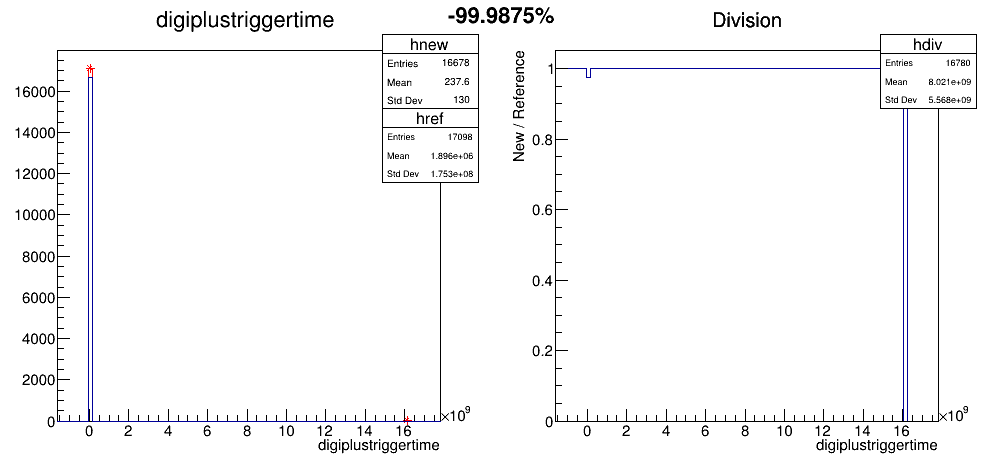 digiplustriggertime
-99.9875%
Division
hnew
Entries 16678
Mean 237.6
Std Dev 130
href
Entries 17098
Mean 1.896e+06
Std Dev 1.753e+08
16000
14000
12000
10000
8000
6000
4000
2000
0
0 2 4 6 8 10 12 14 16
×10⁹
digiplustriggertime
hdiv
Entries 16780
Mean 8.021e+09
Std Dev 5.568e+09
New / Reference
1
0.8
0.6
0.4
0.2
0
0 2 4 6 8 10 12 14 16
×10⁹
digiplustriggertime